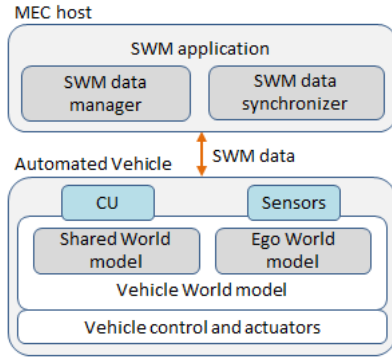 MEC host
SWM application
SWM data
manager
SWM data
synchronizer
SWM data
Automated Vehicle
CU
Sensors
Shared World
model
Ego World
model
Vehicle World model
Vehicle control and actuators